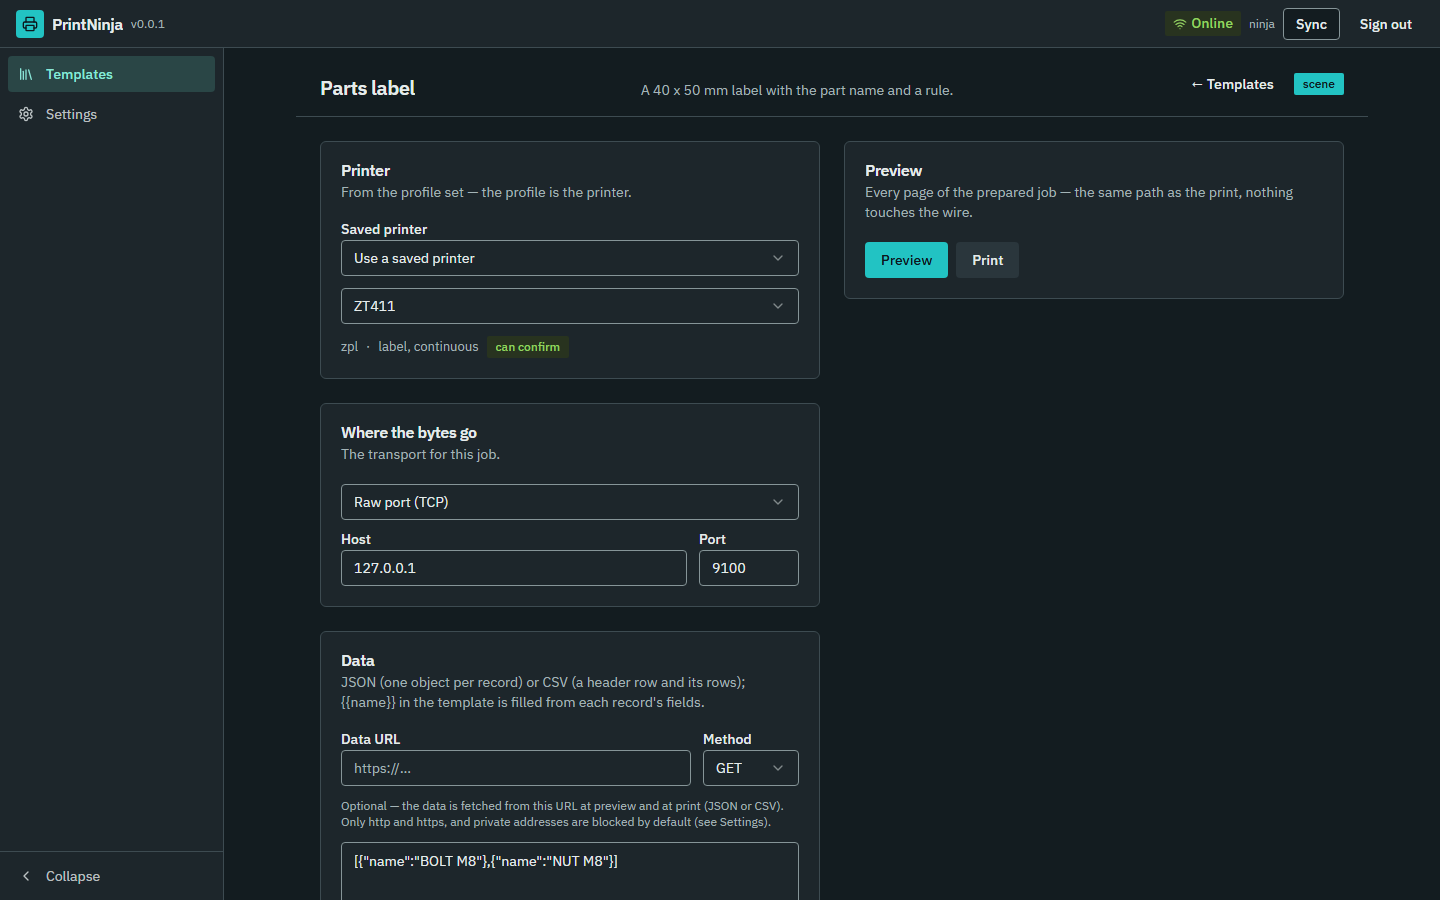 PrintNinja v0.0.1
Online ninja Sync Sign out
Templates
Settings
Collapse
Parts label
A 40 x 50 mm label with the part name and a rule.
← Templates scene
Printer
From the profile set — the profile is the printer.
Saved printer
Use a saved printer
ZT411
zpl · label, continuous can confirm
Where the bytes go
The transport for this job.
Raw port (TCP)
Host Port
127.0.0.1 9100
Data
JSON (one object per record) or CSV (a header row and its rows);
{{name}} in the template is filled from each record's fields.
Data URL Method
https://... GET
Optional — the data is fetched from this URL at preview and at print (JSON or CSV).
Only http and https, and private addresses are blocked by default (see Settings).
[{"name":"BOLT M8"},{"name":"NUT M8"}]
Preview
Every page of the prepared job — the same path as the print, nothing
touches the wire.
Preview Print